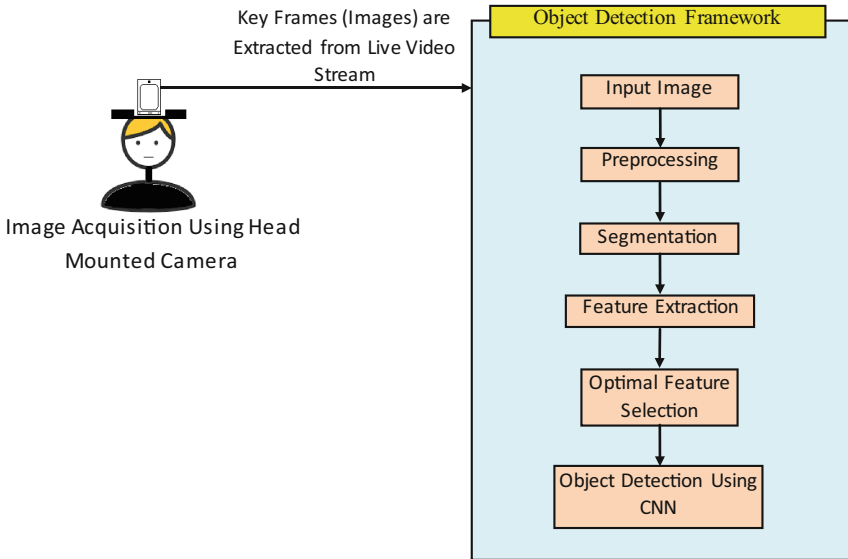 Key Frames (Images) are
Extracted from Live Video
Stream
Image Acquisition Using Head
Mounted Camera
Object Detection Framework
Input Image
Preprocessing
Segmentation
Feature Extraction
Optimal Feature
Selection
Object Detection Using
CNN